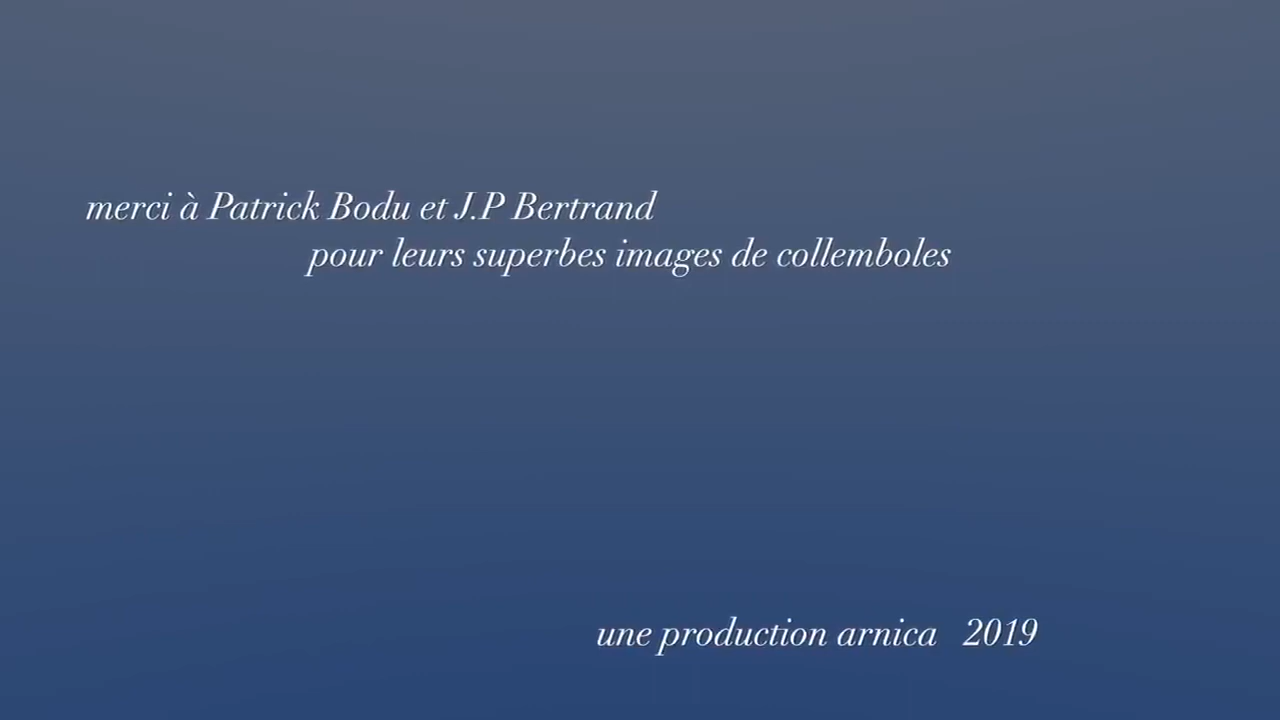 merci à Patrick Bodu et J.P Bertrand
pour leurs superbes images de collemboles
une production arnica 2019